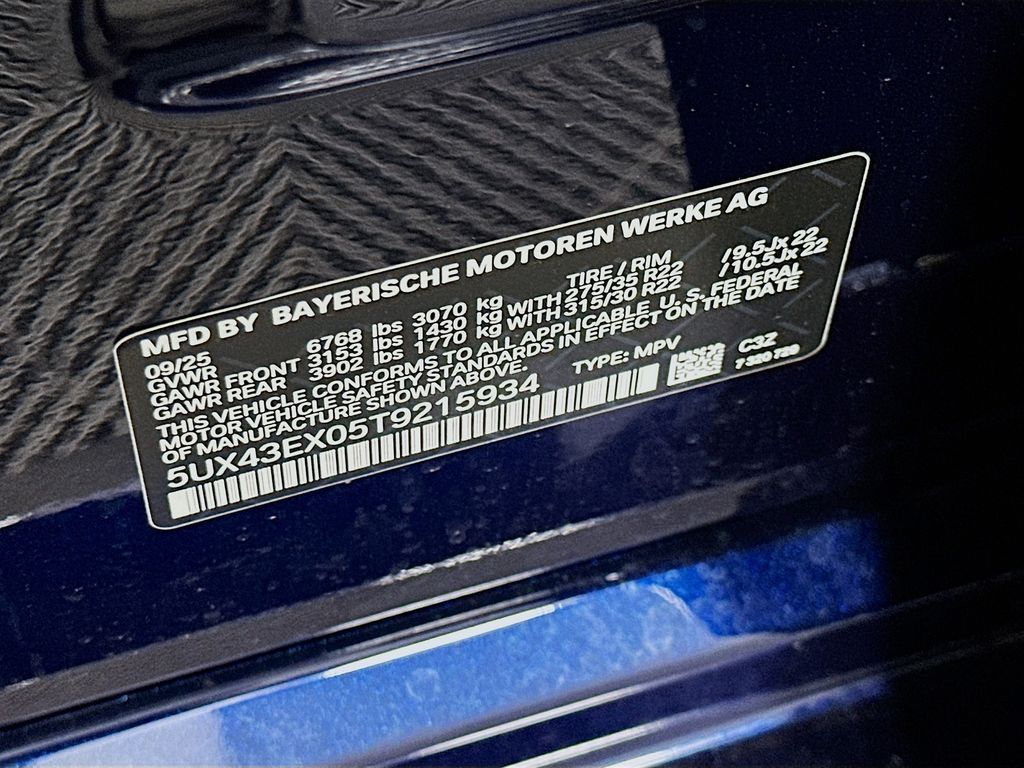 MFD BY BAYERISCHE MOTOREN WERKE AG
09/25 TIRE / RIM
GVWR 6768 lbs 3070 kg
GAWR FRONT 3153 lbs 1430 kg WITH 275/35 R22 /9.5Jx22
GAWR REAR 3902 lbs 1770 kg WITH 315/30 R22 /10.5Jx22
THIS VEHICLE CONFORMS TO ALL APPLICABLE U. S. FEDERAL
MOTOR VEHICLE SAFETY STANDARDS IN EFFECT ON THE DATE
OF MANUFACTURE SHOWN ABOVE.
TYPE: MPV C3Z
5UX43EX05T9215934
7 320 720